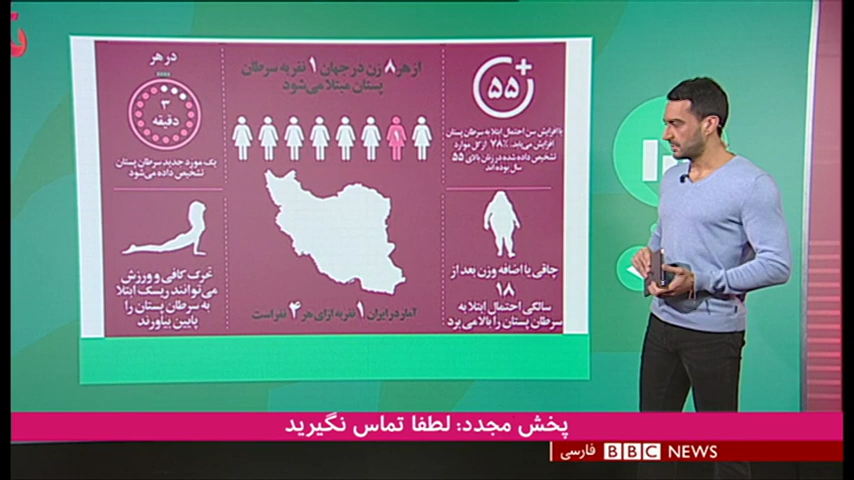 از هر ۸ زن در جهان ۱ نفر به سرطان
پستان مبتلا می‌شود
۱
آمار در ایران ۱ نفر به ازای هر ۴ نفر است
+
۵۵
با افزایش سن احتمال ابتلا به سرطان پستان
افزایش می‌یابد. ۷۸٪ از کل موارد
تشخیص داده شده در زنان بالای ۵۵
سال بوده‌اند
چاقی یا اضافه وزن بعد از
۱۸
سالگی احتمال ابتلا به
سرطان پستان را بالا می برد
در هر
۳
دقیقه
یک مورد جدید سرطان پستان
تشخیص داده می‌شود
تحرک کافی و ورزش
می‌توانند ریسک ابتلا
به سرطان پستان را
پایین بیاورند
پخش مجدد: لطفا تماس نگیرید
BBC NEWS فارسی